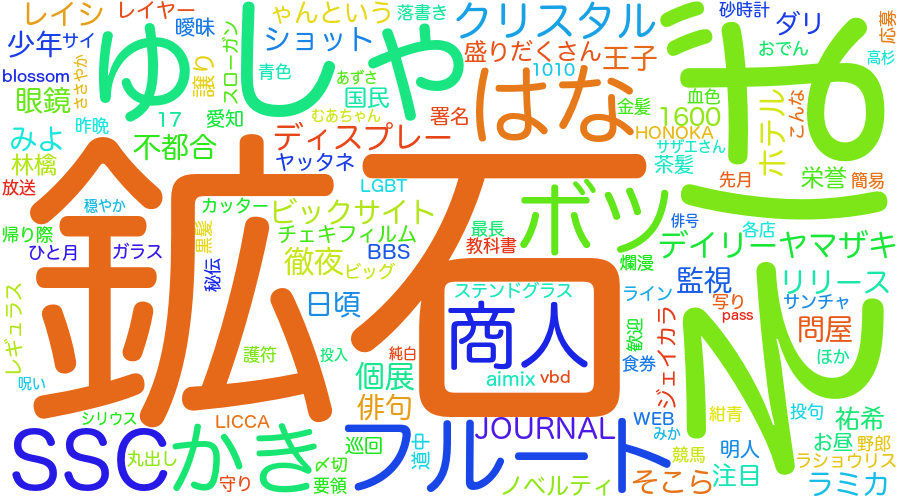 レイシ
レイヤー
曖昧
ゃんという
落書き
クリスタル
砂時計
ダリ
応募
少年
サイ
ゆしゃ
スローガン
譲り
ショット
盛りだくさん
王子
おでん
高杉
blossom
ささやか
青色
あずさ
1010
眼鏡
国民
はな
血色
ホテル
こんな
昨晩
17
愛知
むあちゃん
署名
金髪
1600
みよ
不都合
ディスプレー
HONOKA
サザエさん
林檎
ヤッタネ
茶髪
放送
LGBT
先月
栄誉
簡易
穏やか
鉱石
カッター
ビックサイト
ボッ
俳号
各店
帰り際
黒髪
チェキフィルム
最長
デイリーヤマザキ
ひと月
ガラス
秘伝
徹夜
BBS
教科書
爛漫
ビッグ
監視
リリース
レギュラス
日頃
ステンドグラス
ライン
写り
サンチャ
商人
pass
歓迎
ジェイカラ
問屋
呪い
護符
投入
純白
食券
ほか
個展
aimix
vbd
シリウス
LICCA
俳句
JOURNAL
WEB
紺青
投句
祐希
SSC
かき
フルート
みか
お昼
野郎
丸出し
巡回
道中
競馬
明人
ラショウリス
守り
〆切
要領
ノベルティ
そこら
注目
ラミカ